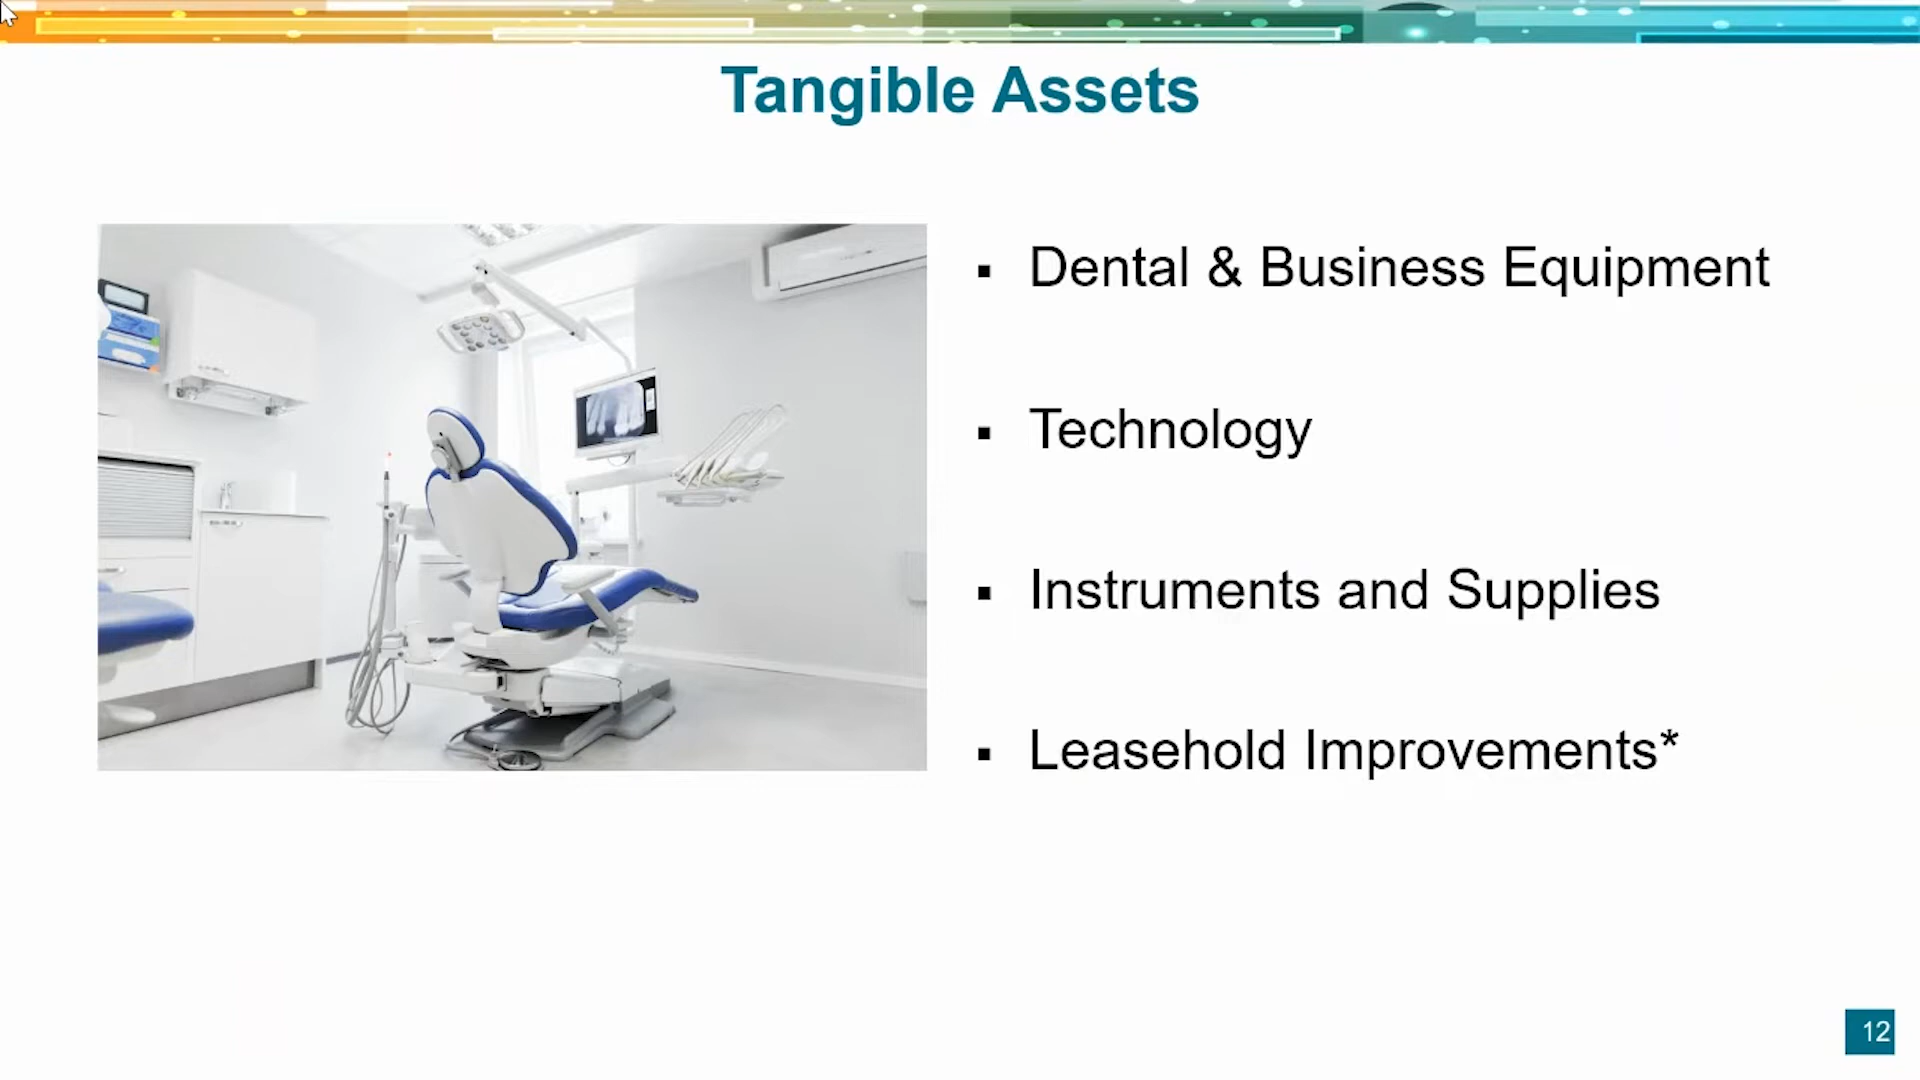 Tangible Assets
▪ Dental & Business Equipment
▪ Technology
▪ Instruments and Supplies
▪ Leasehold Improvements*
12